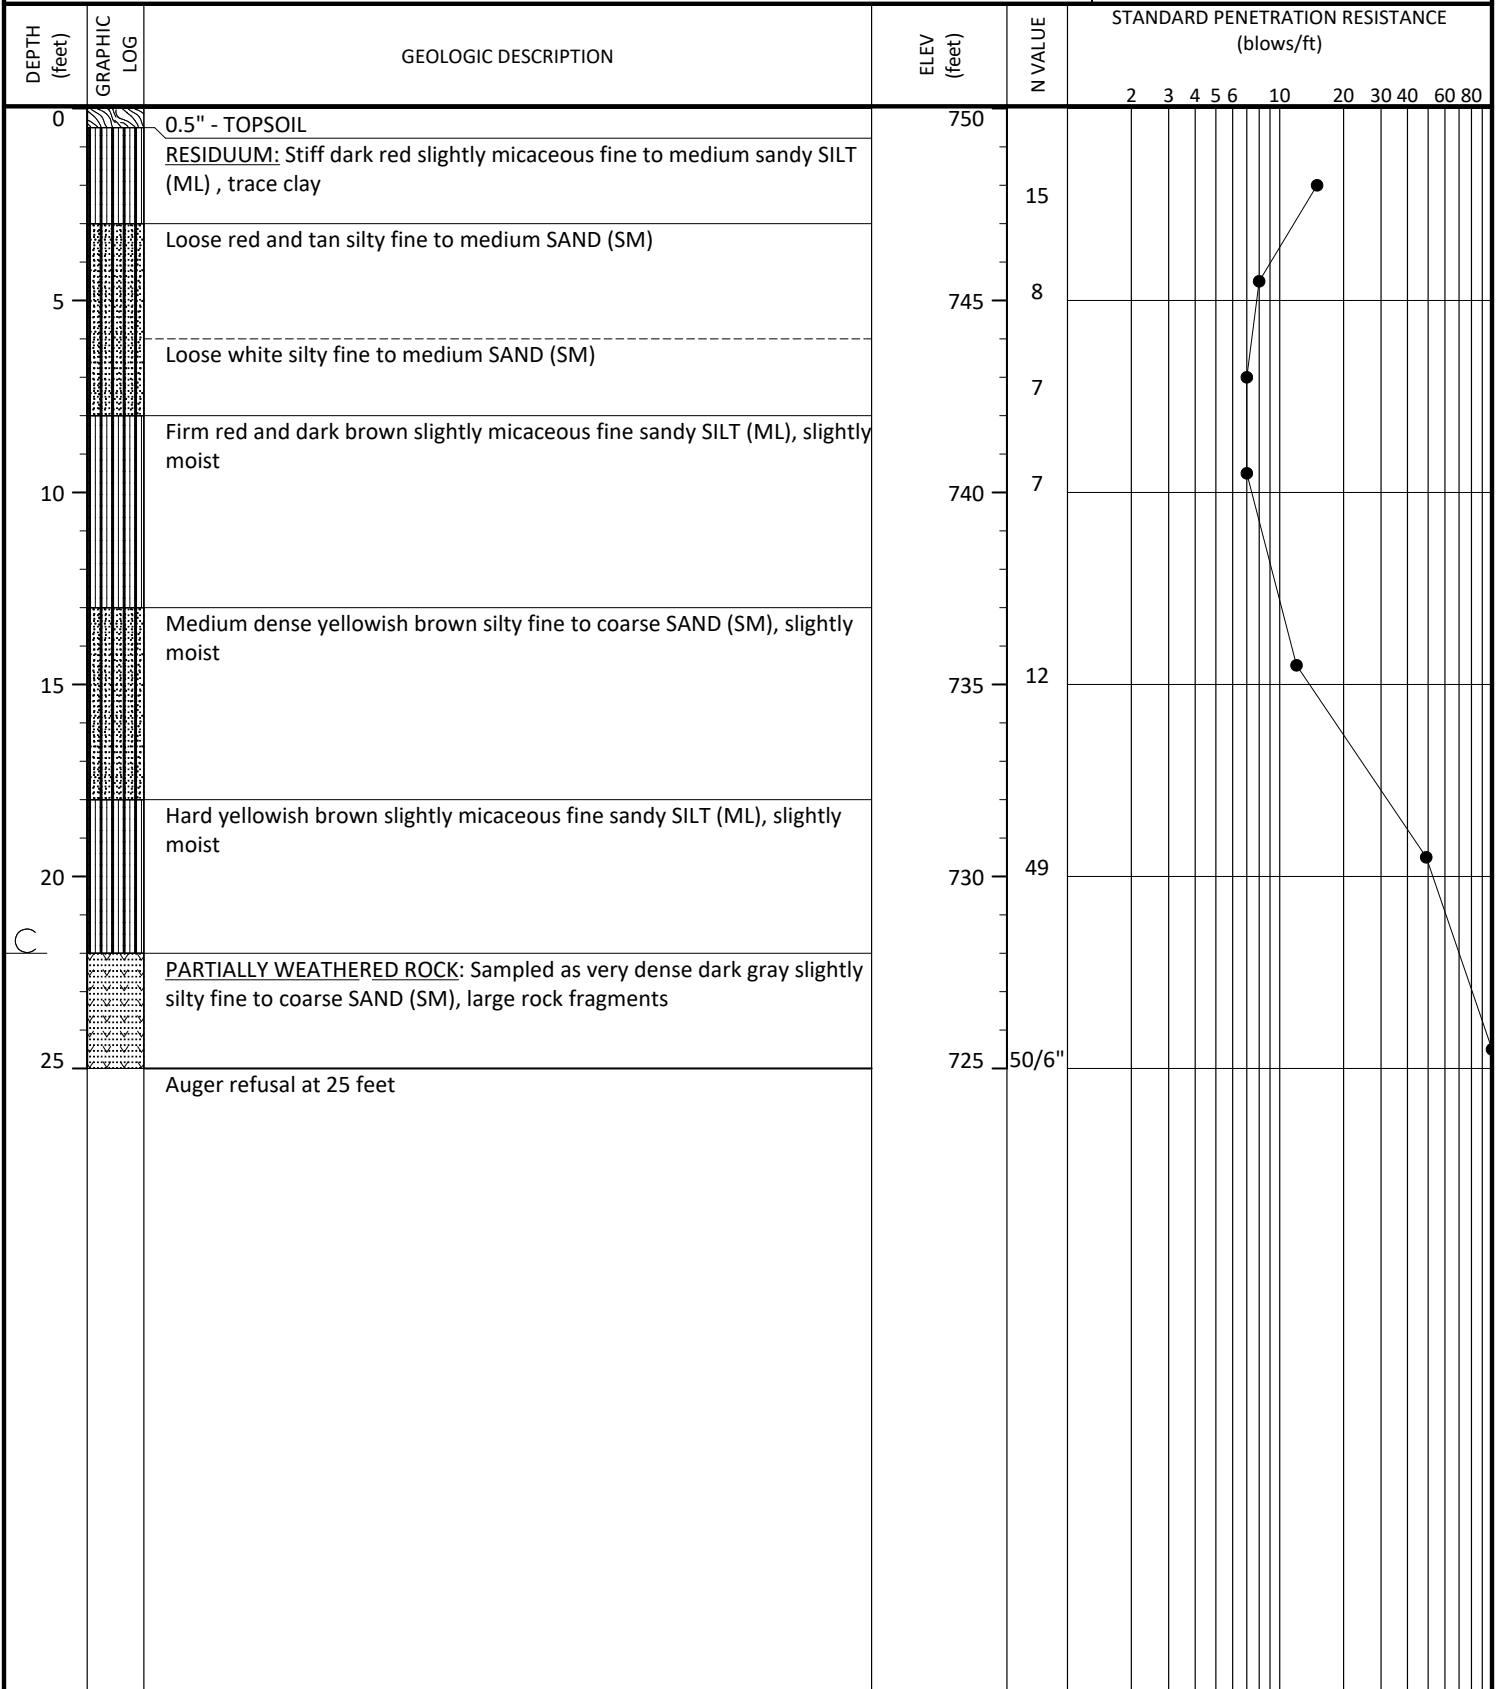 DEPTH
(feet)
GRAPHIC
LOG
GEOLOGIC DESCRIPTION
ELEV
(feet)
N VALUE
STANDARD PENETRATION RESISTANCE
(blows/ft)
2 3 4 5 6 10 20 30 40 60 80
0 750
0.5" - TOPSOIL
RESIDUUM: Stiff dark red slightly micaceous fine to medium sandy SILT
(ML) , trace clay
15
Loose red and tan silty fine to medium SAND (SM)
5 745 8
Loose white silty fine to medium SAND (SM)
7
Firm red and dark brown slightly micaceous fine sandy SILT (ML), slightly
moist
10 740 7
Medium dense yellowish brown silty fine to coarse SAND (SM), slightly
moist
15 735 12
Hard yellowish brown slightly micaceous fine sandy SILT (ML), slightly
moist
20 730 49
C
PARTIALLY WEATHERED ROCK: Sampled as very dense dark gray slightly
silty fine to coarse SAND (SM), large rock fragments
25 725 50/6"
Auger refusal at 25 feet